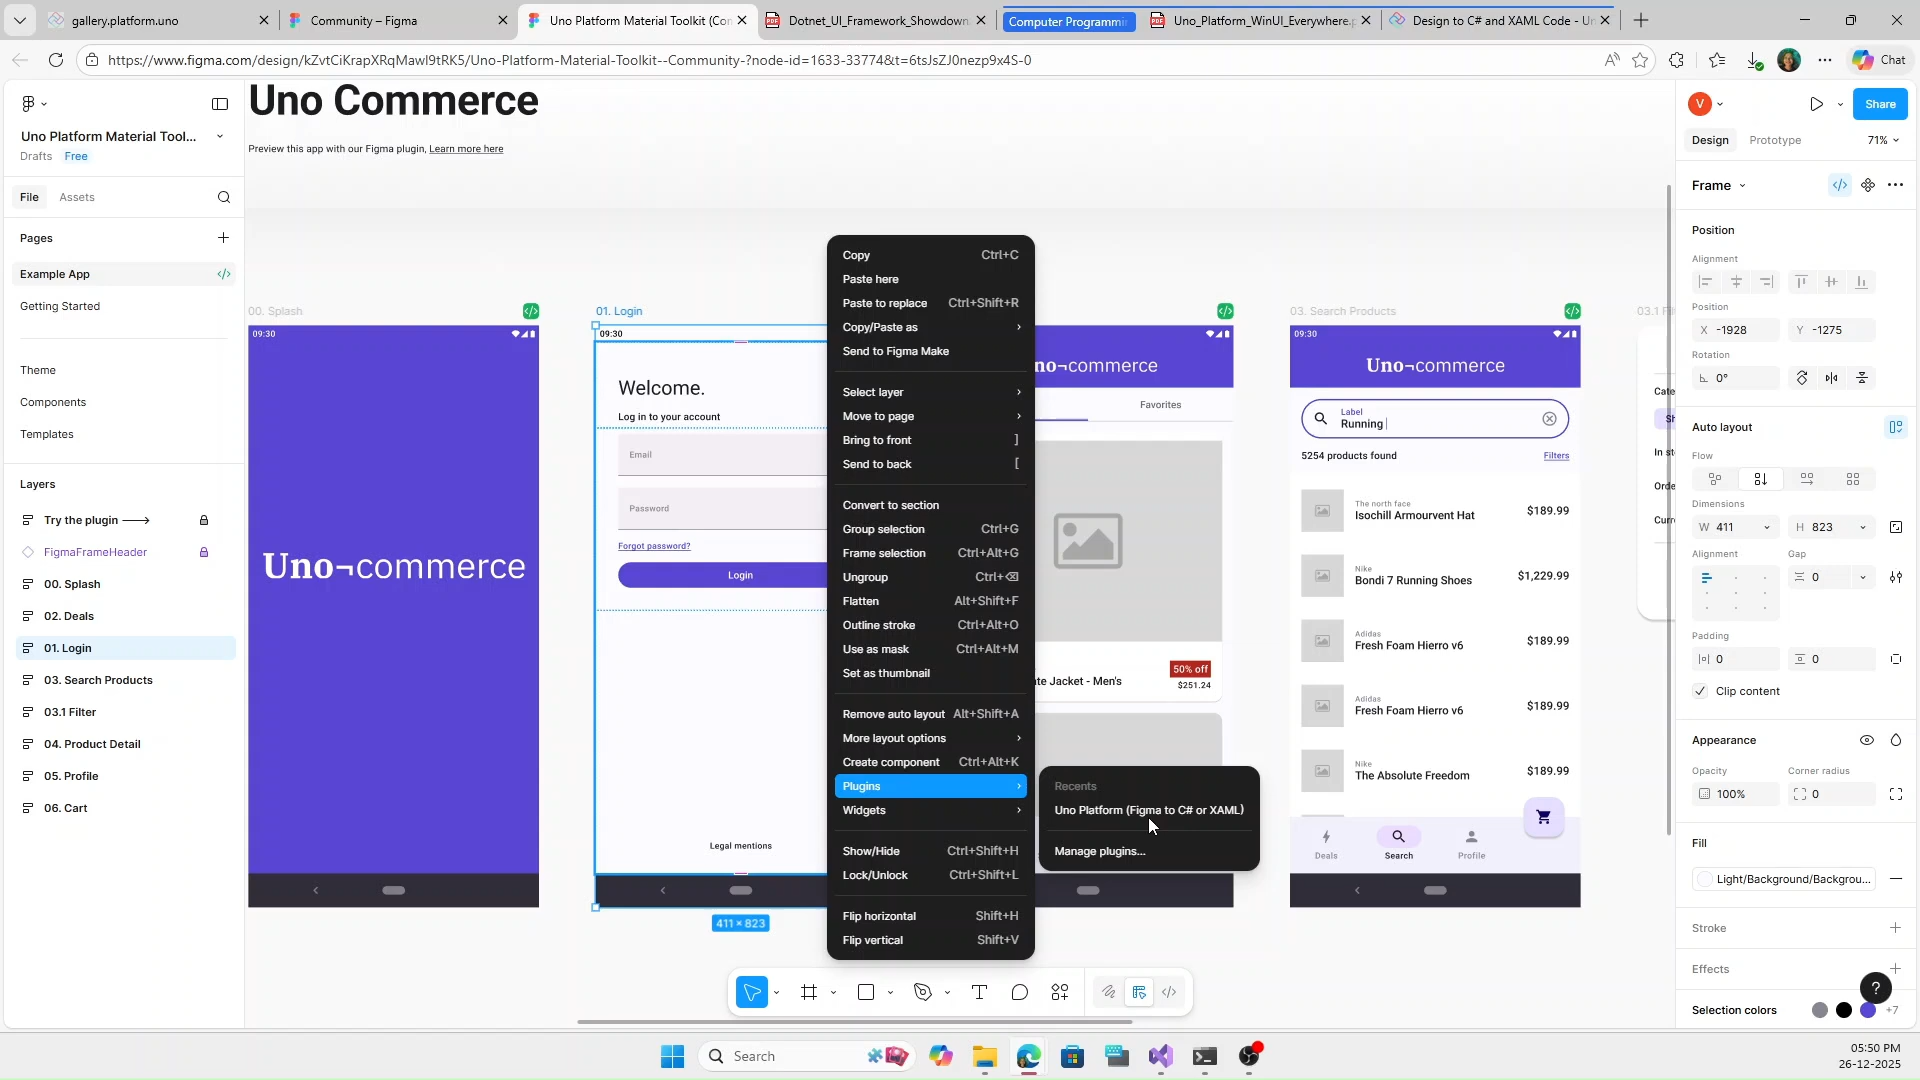 gallery.platform.uno
Community – Figma
Uno Platform Material Toolkit (Con
Dotnet_UI_Framework_Showdown.
Computer Programmin
Uno_Platform_WinUI_Everywhere.p
Design to C# and XAML Code - Un
https://www.figma.com/design/kZvtCiKrapXRqMawl9tRK5/Uno-Platform-Material-Toolkit--Community-?node-id=1633-33774&t=6tsJsZJ0nezp9x4S-0
Chat
Uno Platform Material Tool...
Drafts Free
File Assets
Pages
Example App
Getting Started
Theme
Components
Templates
Layers
Try the plugin ⟶
FigmaFrameHeader
00. Splash
02. Deals
01. Login
03. Search Products
03.1 Filter
04. Product Detail
05. Profile
06. Cart
Uno Commerce
Preview this app with our Figma plugin, Learn more here
00. Splash
09:30
Uno¬commerce
01. Login
09:30
Welcome.
Log in to your account
Email
Password
Forgot password?
Login
Legal mentions
411 × 823
Copy Ctrl+C
Paste here
Paste to replace Ctrl+Shift+R
Copy/Paste as
Send to Figma Make
Select layer
Move to page
Bring to front ]
Send to back [
Convert to section
Group selection Ctrl+G
Frame selection Ctrl+Alt+G
Ungroup Ctrl+⌫
Flatten Alt+Shift+F
Outline stroke Ctrl+Alt+O
Use as mask Ctrl+Alt+M
Set as thumbnail
Remove auto layout Alt+Shift+A
More layout options
Create component Ctrl+Alt+K
Plugins
Widgets
Show/Hide Ctrl+Shift+H
Lock/Unlock Ctrl+Shift+L
Flip horizontal Shift+H
Flip vertical Shift+V
Recents
Uno Platform (Figma to C# or XAML)
Manage plugins...
no¬commerce
Favorites
50% off
te Jacket - Men's
$251.24
03. Search Products
09:30
Uno¬commerce
Label
Running
5254 products found Filters
The north face
Isochill Armourvent Hat $189.99
Nike
Bondi 7 Running Shoes $1,229.99
Adidas
Fresh Foam Hierro v6 $189.99
Adidas
Fresh Foam Hierro v6 $189.99
Nike
The Absolute Freedom $189.99
Deals Search Profile
03.1 Fi
Cate
Sh
In st
Orde
Curr
V
Share
Design Prototype 71%
Frame
Position
Alignment
Position
X -1928 Y -1275
Rotation
0°
Auto layout
Flow
Dimensions
W 411 H 823
Alignment Gap
0
Padding
0 0
Clip content
Appearance
Opacity Corner radius
100% 0
Fill
Light/Background/Backgrou...
Stroke
Effects
?
Selection colors +7
Search
05:50 PM
26-12-2025